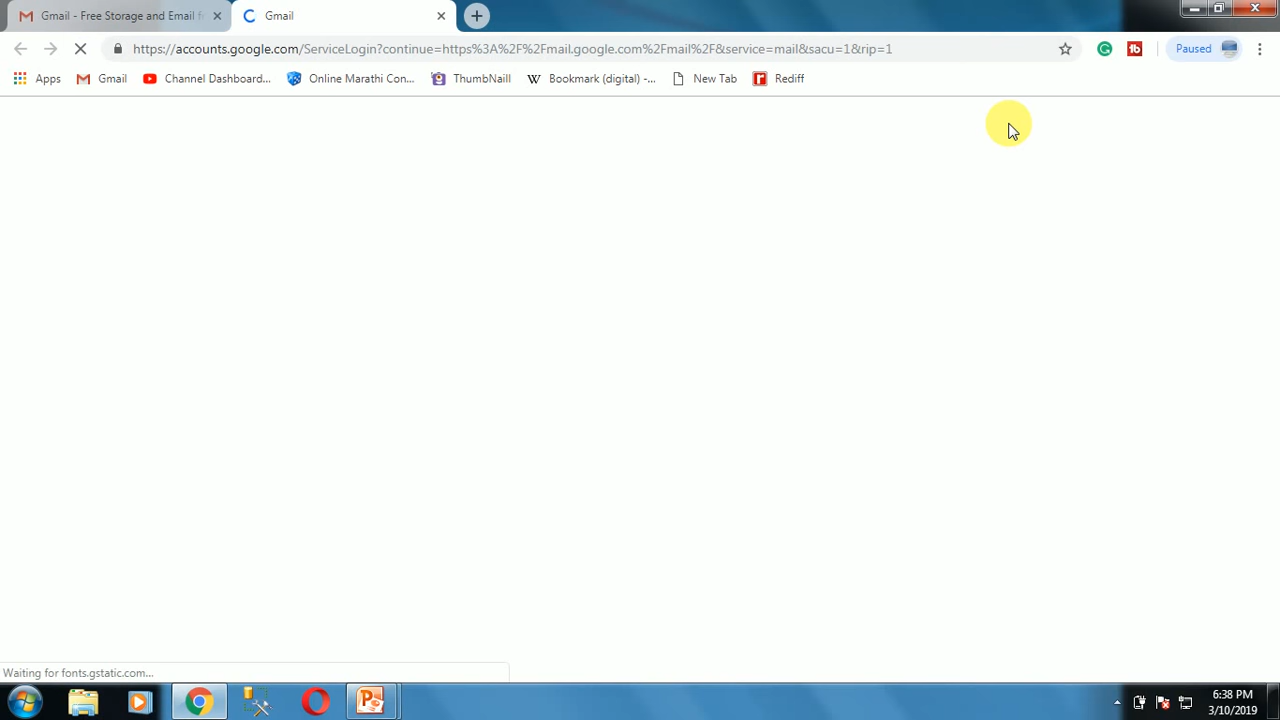 Gmail - Free Storage and Email f
Gmail
https://accounts.google.com/ServiceLogin?continue=https%3A%2F%2Fmail.google.com%2Fmail%2F&service=mail&sacu=1&rip=1
Paused
Apps
Gmail
Channel Dashboard...
Online Marathi Con...
ThumbNaill
Bookmark (digital) -...
New Tab
Rediff
Waiting for fonts.gstatic.com...
6:38 PM
3/10/2019